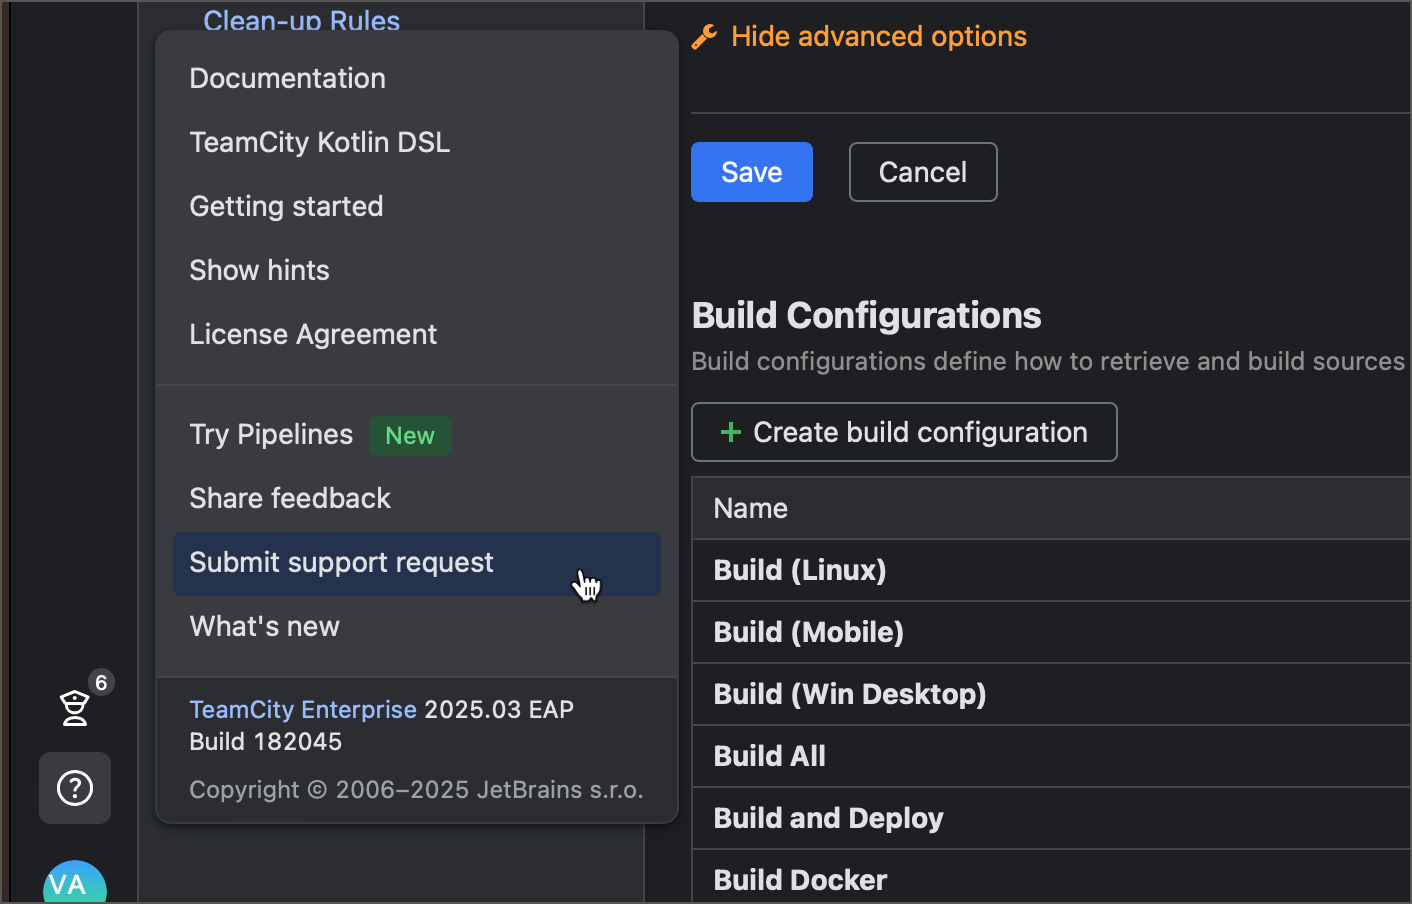 Clean-up Rules
Documentation
TeamCity Kotlin DSL
Getting started
Show hints
License Agreement
Try Pipelines New
Share feedback
Submit support request
What's new
TeamCity Enterprise 2025.03 EAP
Build 182045
Copyright © 2006–2025 JetBrains s.r.o.
6
?
VA
Hide advanced options
Save Cancel
Build Configurations
Build configurations define how to retrieve and build sources
+ Create build configuration
Name
Build (Linux)
Build (Mobile)
Build (Win Desktop)
Build All
Build and Deploy
Build Docker